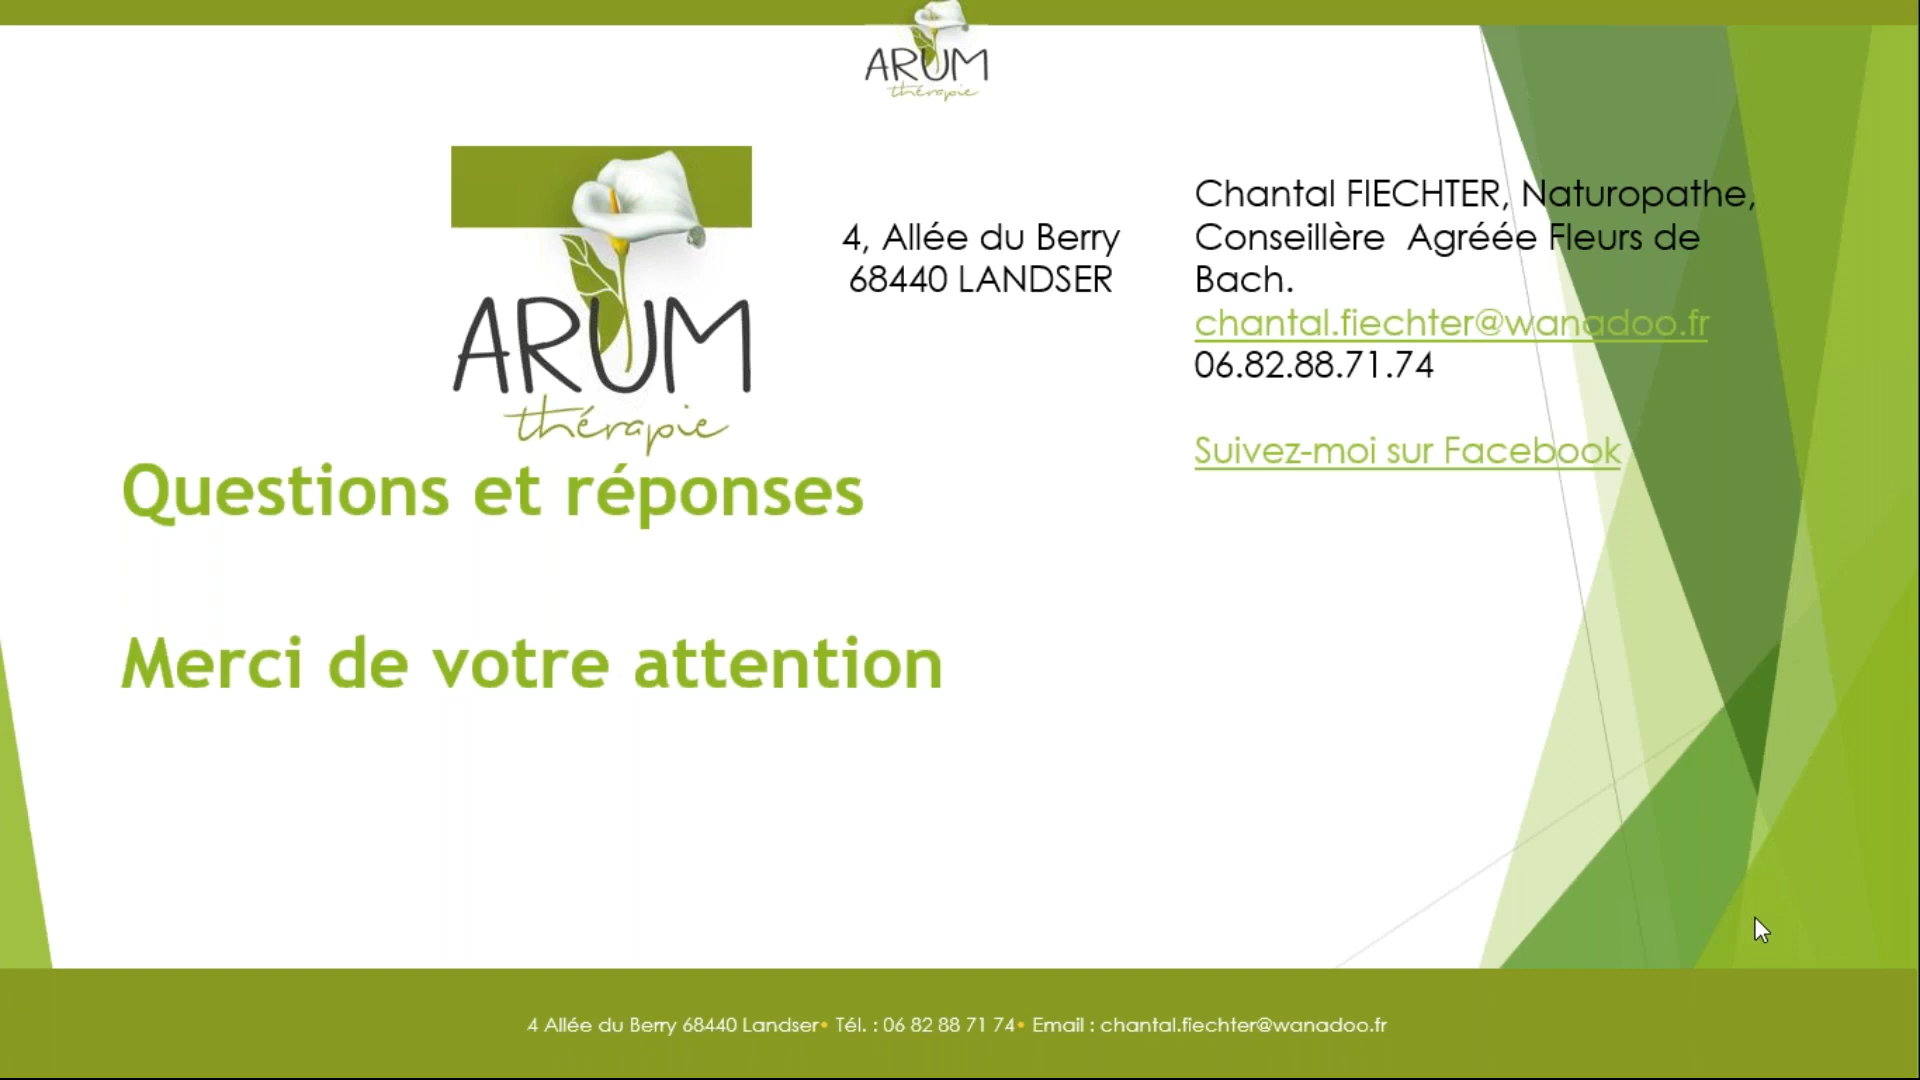 ARUM
thérapie
ARUM
thérapie
4, Allée du Berry
68440 LANDSER
Chantal FIECHTER, Naturopathe,
Conseillère  Agréée Fleurs de
Bach.
chantal.fiechter@wanadoo.fr
06.82.88.71.74
Suivez-moi sur Facebook
Questions et réponses
Merci de votre attention
4 Allée du Berry 68440 Landser• Tél. : 06 82 88 71 74• Email : chantal.fiechter@wanadoo.fr